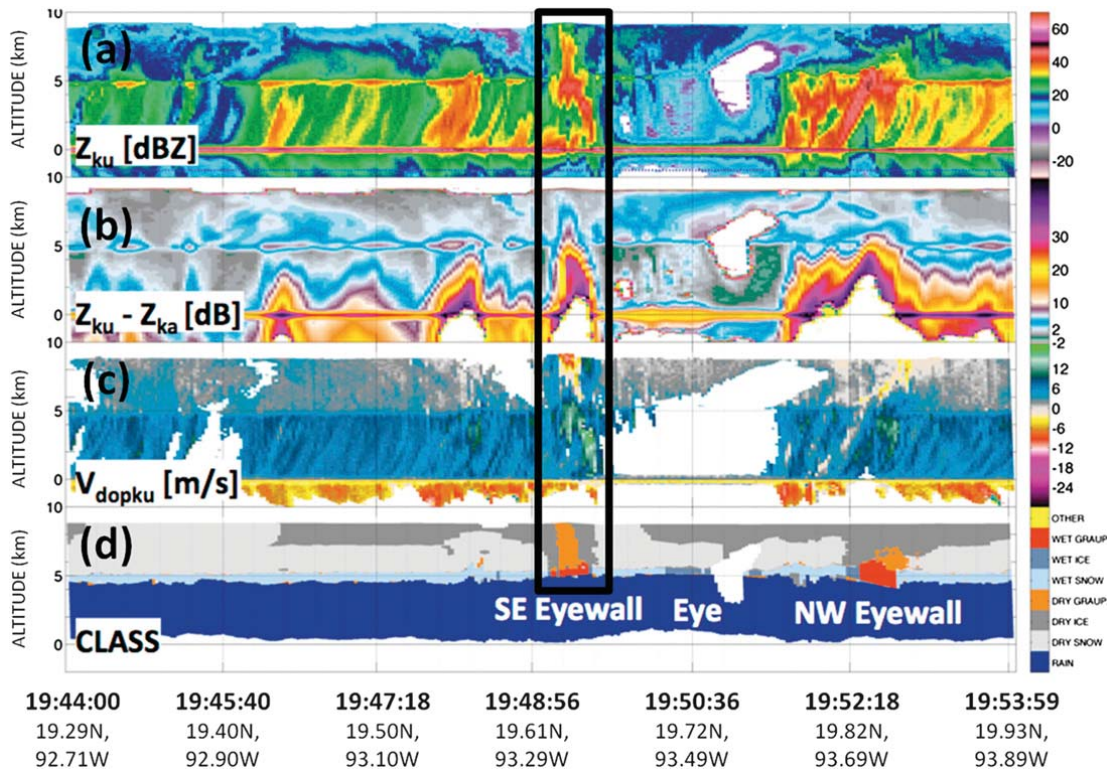 10
(a)
ALTITUDE (km)
5
0
Zku [dBZ]
10
60
40
20
0
-20
(b)
ALTITUDE (km)
5
0
Zku - Zka [dB]
10
30
20
10
2
-2
(c)
ALTITUDE (km)
5
0
Vdopku [m/s]
10
6
0
-6
-12
-18
-24
(d)
ALTITUDE (km)
5
0
CLASS
SE Eyewall Eye NW Eyewall
OTHER
WET GRAUP
WET ICE
WET SNOW
DRY GRAUP
DRY ICE
DRY SNOW
RAIN
19:44:00 19:45:40 19:47:18 19:48:56 19:50:36 19:52:18 19:53:59
19.29N, 19.40N, 19.50N, 19.61N, 19.72N, 19.82N, 19.93N,
92.71W 92.90W 93.10W 93.29W 93.49W 93.69W 93.89W